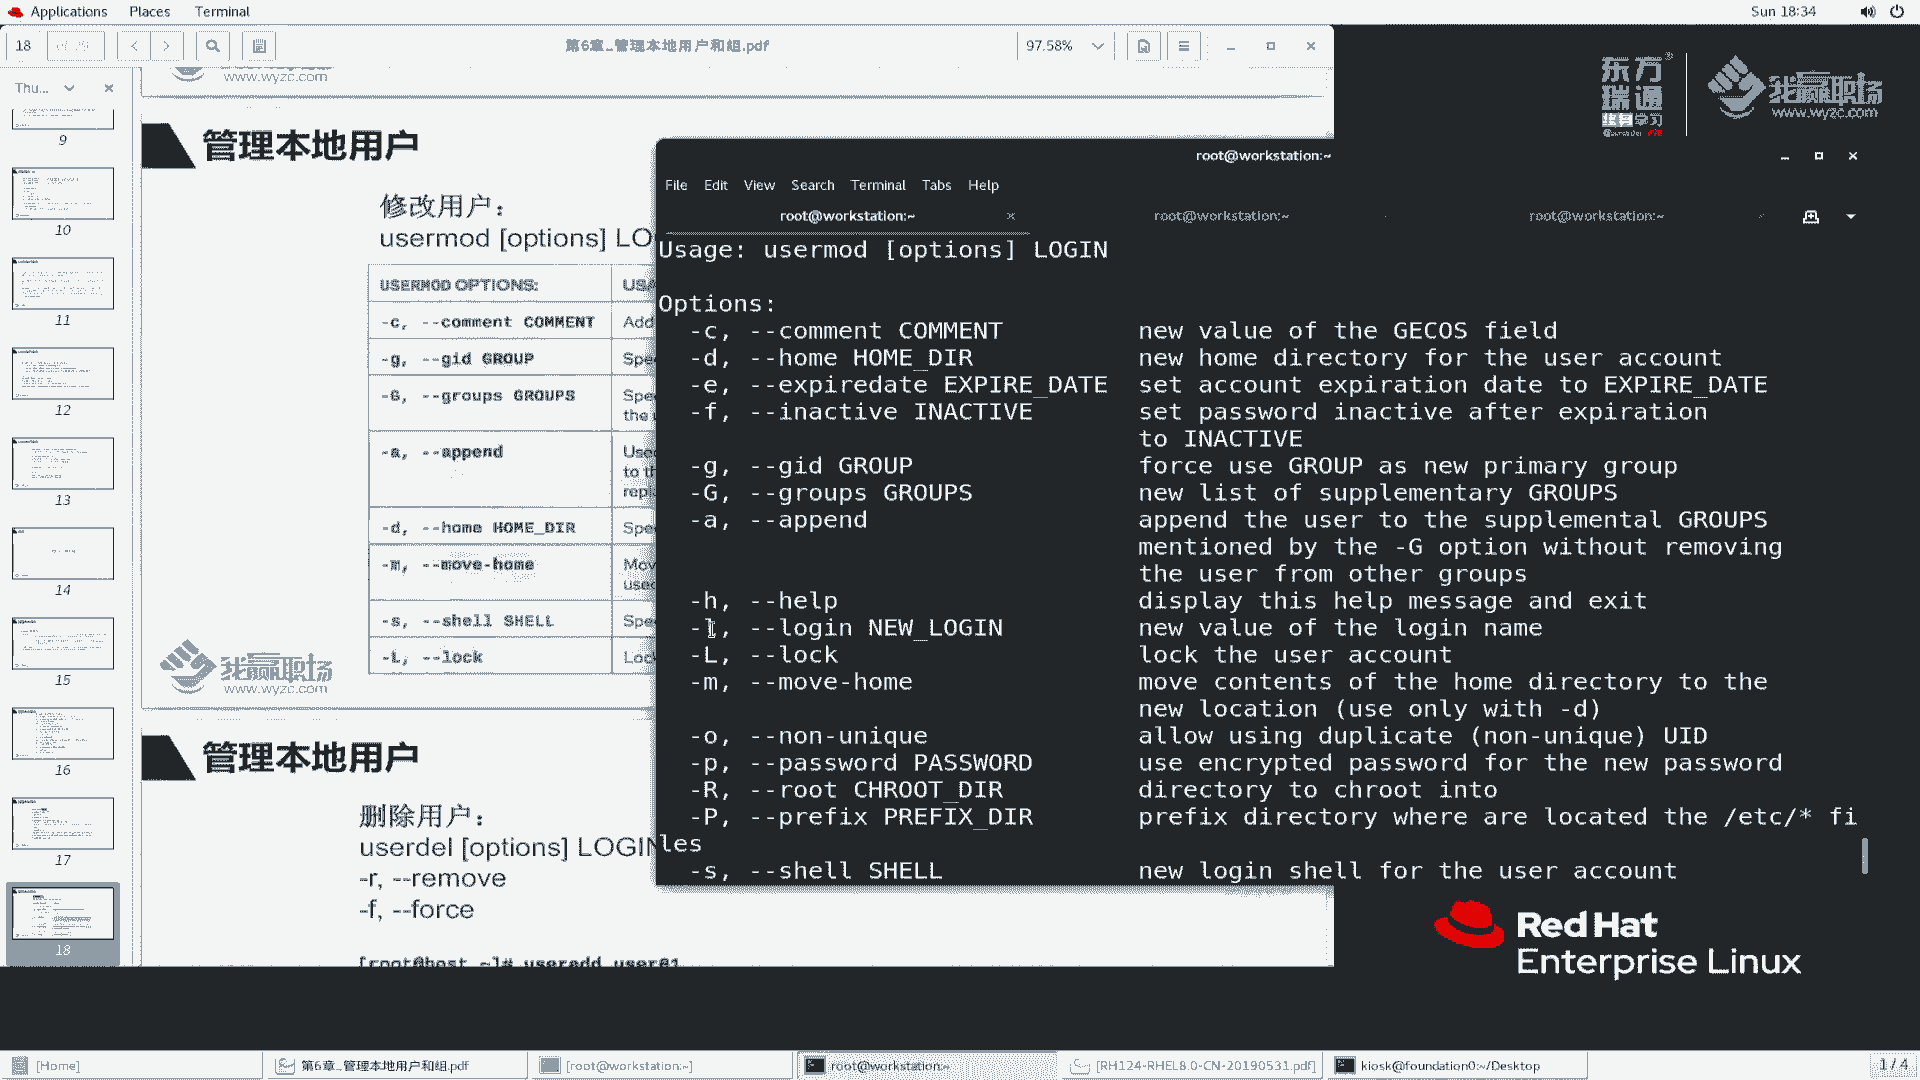 Applications Places Terminal
Sun 18:34
18
第6章_管理本地用户和组.pdf
97.58%
东方瑞通
我赢职场
www.wyzc.com
Thu...
www.wyzc.com
9
10
11
12
13
14
15
16
17
18
管理本地用户
修改用户：
usermod [options] LO
USERMOD OPTIONS: USA
-c, --comment COMMENT Add
-g, --gid GROUP Spe
-G, --groups GROUPS Spe
the
-a, --append Use
to th
repl
-d, --home HOME_DIR Spe
-m, --move-home Mov
used
-s, --shell SHELL Spe
-L, --lock Loc
我赢职场
www.wyzc.com
管理本地用户
删除用户：
userdel [options] LOGIN
-r, --remove
-f, --force
[root@host ~]# useradd user01
root@workstation:~
File Edit View Search Terminal Tabs Help
root@workstation:~ root@workstation:~ root@workstation:~
Usage: usermod [options] LOGIN
Options:
-c, --comment COMMENT new value of the GECOS field
-d, --home HOME_DIR new home directory for the user account
-e, --expiredate EXPIRE_DATE set account expiration date to EXPIRE_DATE
-f, --inactive INACTIVE set password inactive after expiration
to INACTIVE
-g, --gid GROUP force use GROUP as new primary group
-G, --groups GROUPS new list of supplementary GROUPS
-a, --append append the user to the supplemental GROUPS
mentioned by the -G option without removing
the user from other groups
-h, --help display this help message and exit
-l, --login NEW_LOGIN new value of the login name
-L, --lock lock the user account
-m, --move-home move contents of the home directory to the
new location (use only with -d)
-o, --non-unique allow using duplicate (non-unique) UID
-p, --password PASSWORD use encrypted password for the new password
-R, --root CHROOT_DIR directory to chroot into
-P, --prefix PREFIX_DIR prefix directory where are located the /etc/* fi
les
-s, --shell SHELL new login shell for the user account
Red Hat
Enterprise Linux
[Home]
第6章_管理本地用户和组.pdf
[root@workstation:~]
root@workstation:~
[RH124-RHEL8.0-CN-20190531.pdf]
kiosk@foundation0:~/Desktop
1 / 4